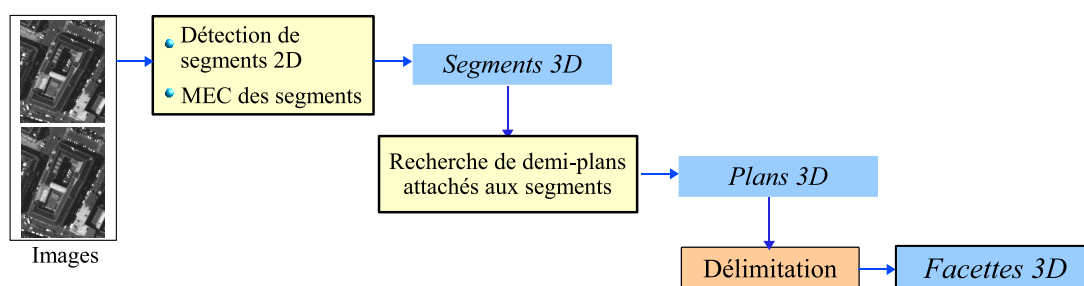 Détection de
segments 2D
MEC des segments
Segments 3D
Recherche de demi-plans
attachés aux segments
Plans 3D
Images
Délimitation
Facettes 3D